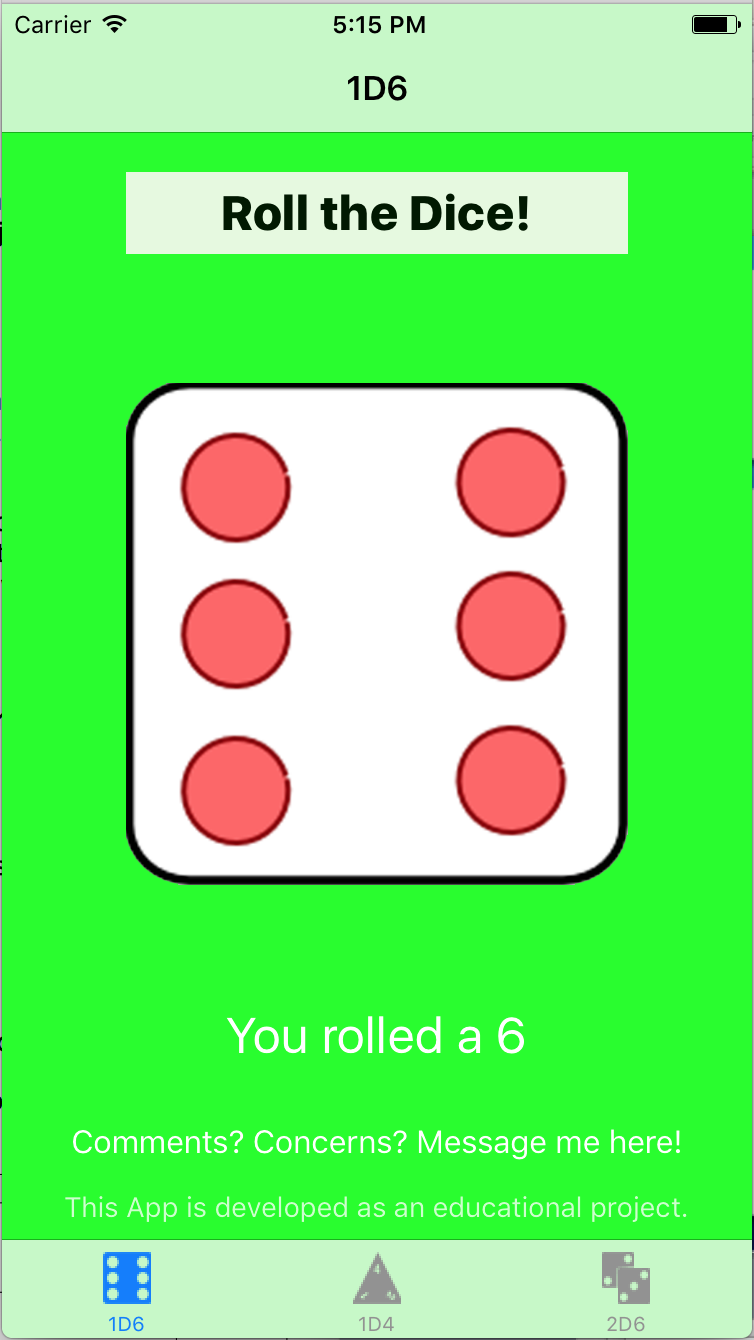 Carrier 5:15 PM
1D6
Roll the Dice!
You rolled a 6
Comments? Concerns? Message me here!
This App is developed as an educational project.
4
1D6 1D4 2D6